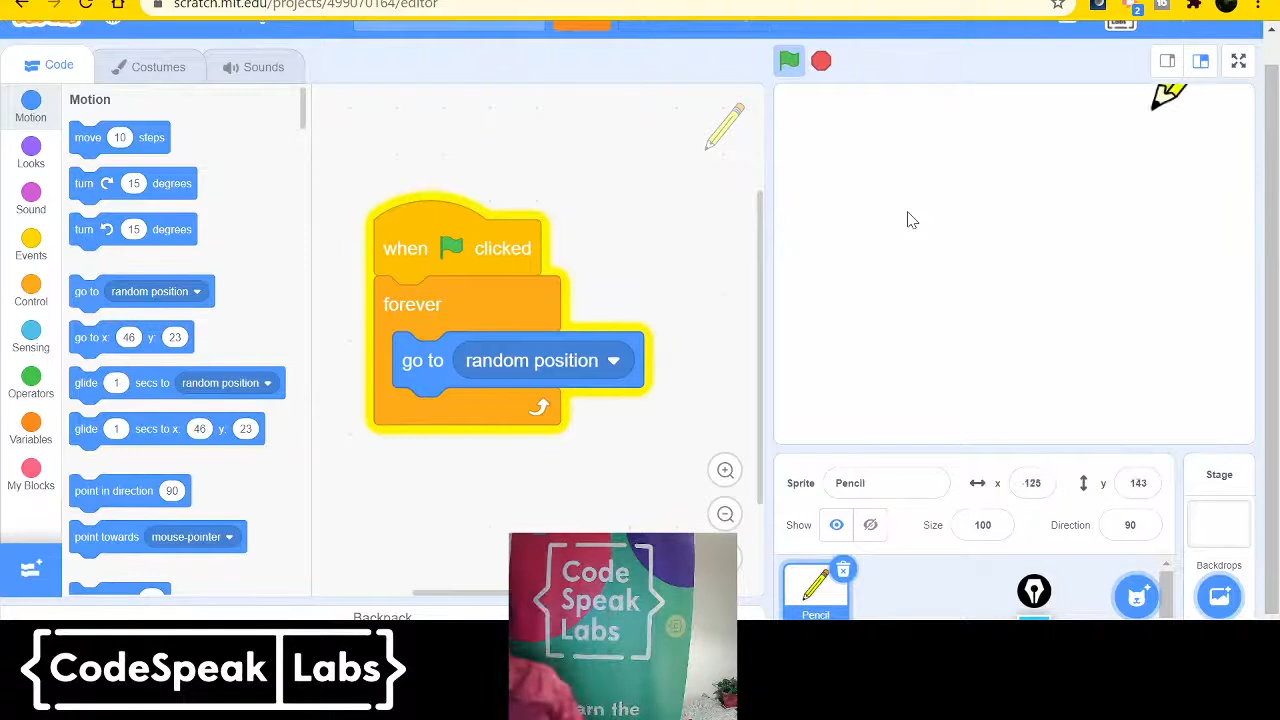 scratch.mit.edu/projects/499070164/editor
2
Code
Costumes
Sounds
Motion
Motion
Looks
Sound
Events
Control
Sensing
Operators
Variables
My Blocks
move 10 steps
turn 15 degrees
turn 15 degrees
go to random position
go to x: 46 y: 23
glide 1 secs to random position
glide 1 secs to x: 46 y: 23
point in direction 90
point towards mouse-pointer
when clicked
forever
go to random position
Sprite Pencil x -125 y 143
Show Size 100 Direction 90
Pencil
Stage
Backdrops
Backpack
Code
Speak
Labs
the
CodeSpeak Labs